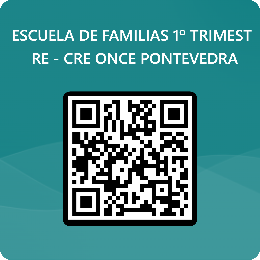 ESCUELA DE FAMILIAS 1º TRIMEST
RE - CRE ONCE PONTEVEDRA